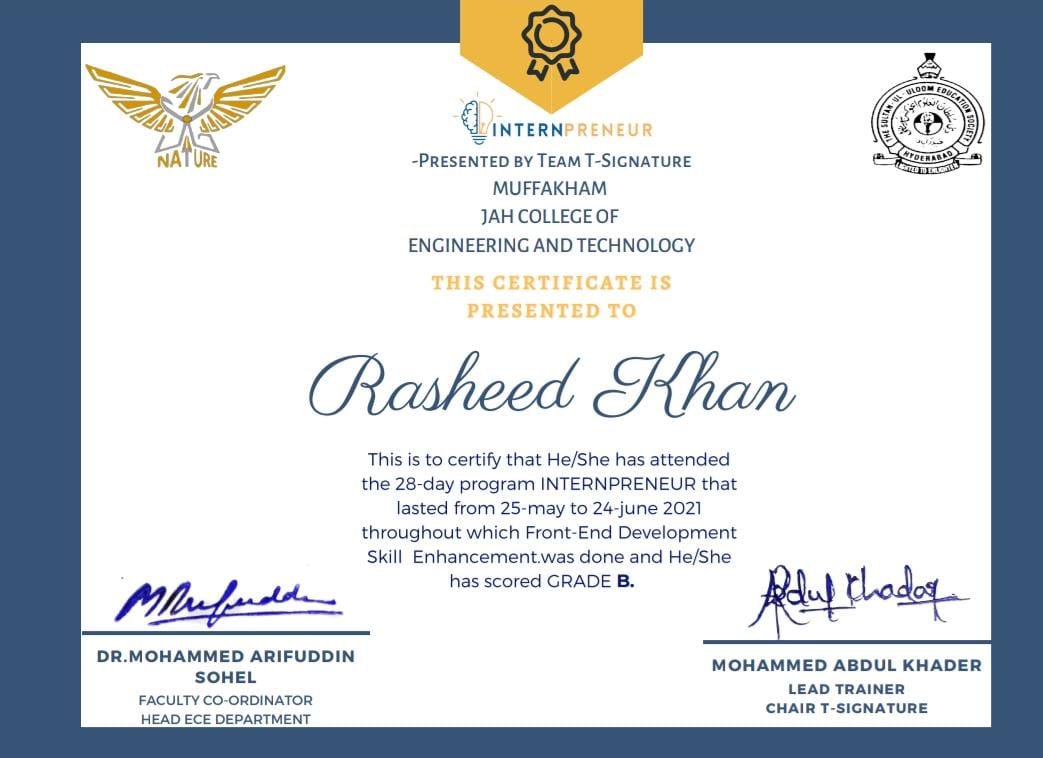 NATURE
INTERNPRENEUR
THE SULTAN-UL-ULOOM EDUCATION SOCIETY
HYDERABAD
-PRESENTED BY TEAM T-SIGNATURE
MUFFAKHAM
JAH COLLEGE OF
ENGINEERING AND TECHNOLOGY
THIS CERTIFICATE IS
PRESENTED TO
Rasheed Khan
This is to certify that He/She has attended
the 28-day program INTERNPRENEUR that
lasted from 25-may to 24-june 2021
throughout which Front-End Development
Skill Enhancement.was done and He/She
has scored GRADE B.
Abdul Khader
DR.MOHAMMED ARIFUDDIN
SOHEL
FACULTY CO-ORDINATOR
HEAD ECE DEPARTMENT
MOHAMMED ABDUL KHADER
LEAD TRAINER
CHAIR T-SIGNATURE